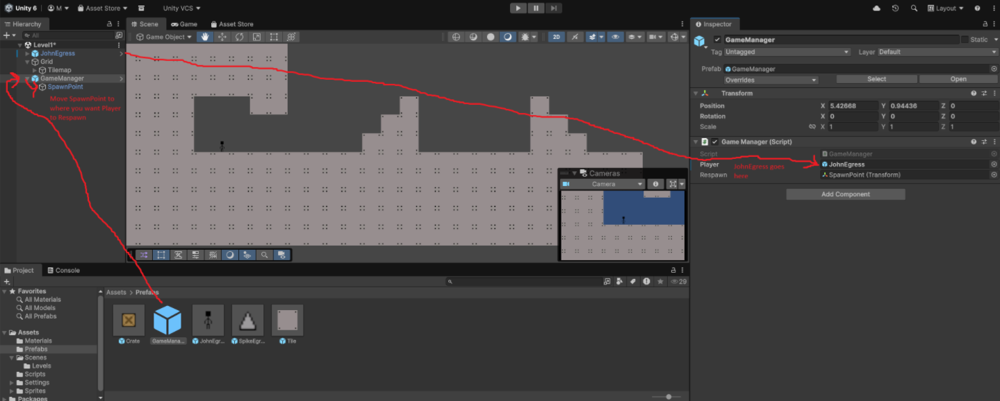 Unity 6
M
Asset Store
Unity VCS
Layout
Hierarchy
All
Level1*
JohnEgress
Grid
Tilemap
GameManager
SpawnPoint
Move SpawnPoint to
where you want Player
to Respawn
Scene
Game
Asset Store
Game Object
2D
Cameras
Camera
Inspector
GameManager
Static
Tag Untagged
Layer Default
Prefab GameManager
Overrides
Select
Open
Transform
Position X 5.42668 Y 0.94436 Z 0
Rotation X 0 Y 0 Z 0
Scale X 1 Y 1 Z 1
Game Manager (Script)
Script GameManager
Player JohnEgress
JohnEgress goes
here
Respawn SpawnPoint (Transform)
Add Component
Project
Console
29
Favorites
All Materials
All Models
All Prefabs
Assets
Materials
Prefabs
Scenes
Levels
Scripts
Settings
Sprites
Packages
Assets > Prefabs
Crate
GameMana...
JohnEgr...
SpikeEgr...
Tile